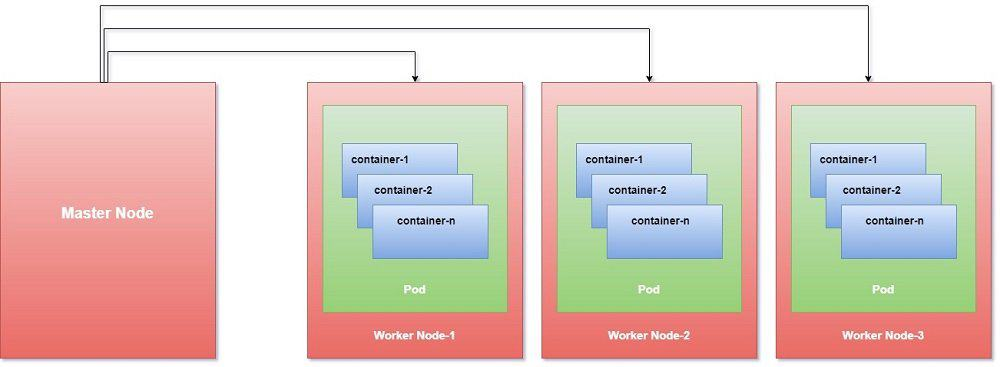 Master Node
container-1
container-2
container-n
Pod
Worker Node-1
container-1
container-2
container-n
Pod
Worker Node-2
container-1
container-2
container-n
Pod
Worker Node-3